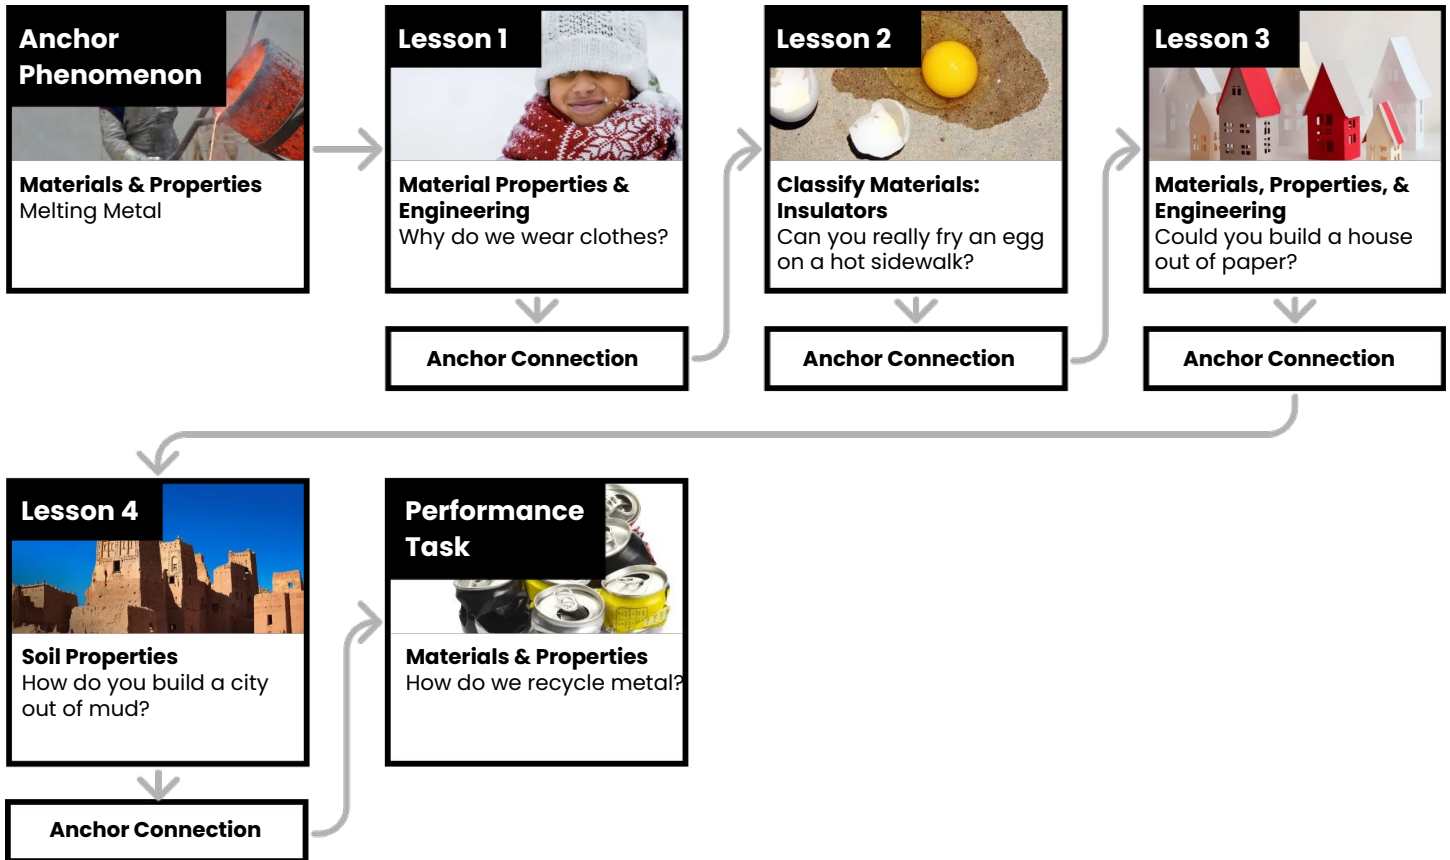 Anchor
Phenomenon
Materials & Properties
Melting Metal
Lesson 1
Material Properties &
Engineering
Why do we wear clothes?
Anchor Connection
Lesson 2
Classify Materials:
Insulators
Can you really fry an egg
on a hot sidewalk?
Anchor Connection
Lesson 3
Materials, Properties, &
Engineering
Could you build a house
out of paper?
Anchor Connection
Lesson 4
Soil Properties
How do you build a city
out of mud?
Anchor Connection
Performance
Task
Materials & Properties
How do we recycle metal?